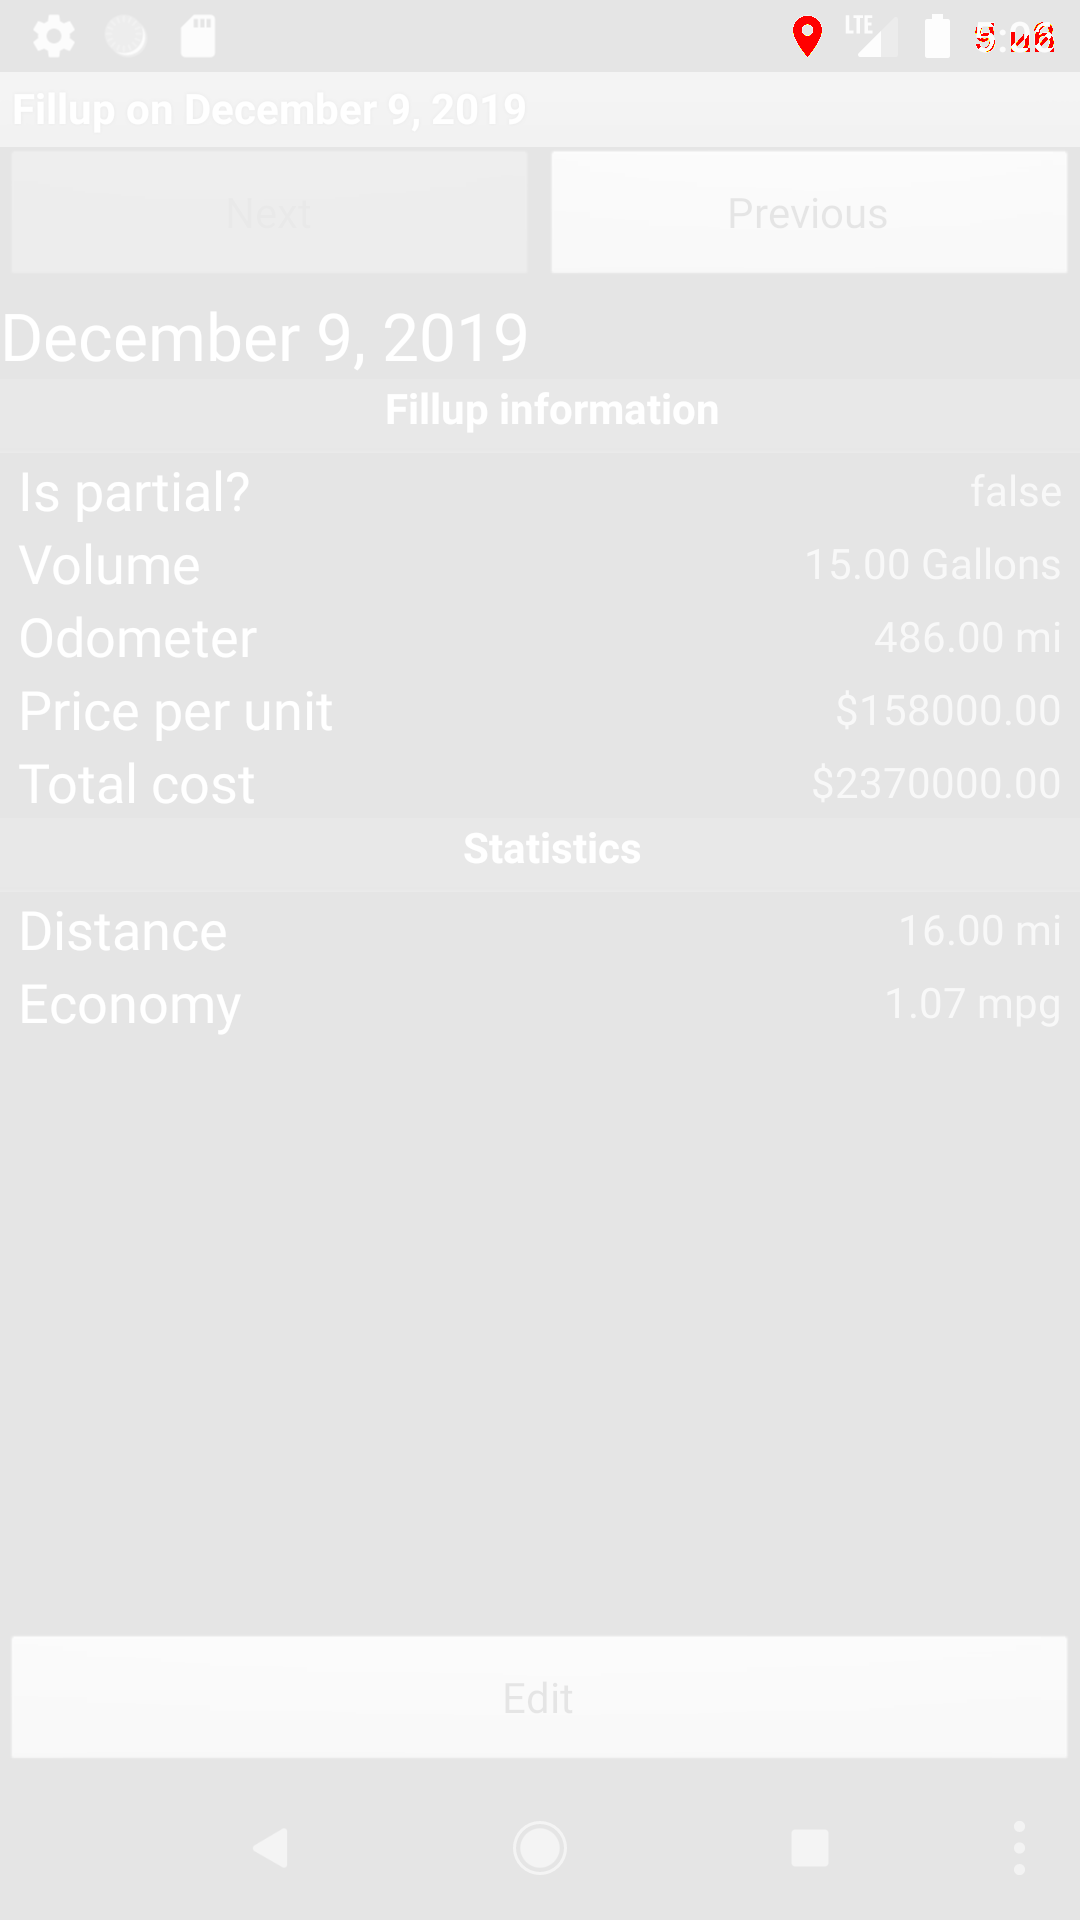 LTE
Fillup on December 9, 2019
Next
Previous
December 9, 2019
Fillup information
Is partial?
false
Volume
15.00 Gallons
Odometer
486.00 mi
Price per unit
$158000.00
Total cost
$2370000.00
Statistics
Distance
16.00 mi
Economy
1.07 mpg
Edit